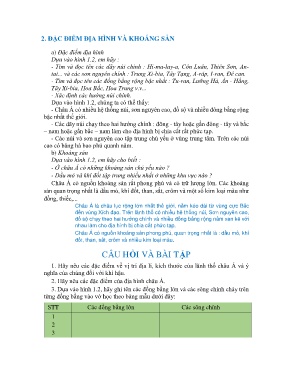 2. ĐẶC ĐIỂM ĐỊA HÌNH VÀ KHOÁNG SẢN
a) Đặc điểm địa hình
Dựa vào hình 1.2, em hãy :
- Tìm và đọc tên các dãy núi chính : Hi-ma-lay-a, Côn Luân, Thiên Sơn, An-
tai... và các sơn nguyên chính : Trung Xi-bia, Tây Tạng, A-ráp, I-ran, Đê can.
- Tìm và đọc tên các đồng bằng rộng bậc nhất : Tu-ran, Lưỡng Hà, Ấn - Hằng,
Tây Xi-bia, Hoa Bắc, Hoa Trung v.v...
- Xác định các hướng núi chính.
Dựa vào hình 1.2, chúng ta có thể thấy:
- Châu Á có nhiều hệ thống núi, sơn nguyên cao, đồ sộ và nhiều đồng bằng rộng
bậc nhất thế giới.
- Các dãy núi chạy theo hai hướng chính : đông - tây hoặc gần đông - tây và bắc
– nam hoặc gần bắc – nam làm cho địa hình bị chia cắt rất phức tạp.
- Các núi và sơn nguyên cao tập trung chủ yếu ở vùng trung tâm. Trên các núi
cao có băng hà bao phủ quanh năm.
b) Khoáng sản
Dựa vào hình 1.2, em hãy cho biết :
- Ở châu Á có những khoáng sản chủ yếu nào ?
- Dầu mỏ và khí đốt tập trung nhiều nhất ở những khu vực nào ?
Châu Á có nguồn khoáng sản rất phong phú và có trữ lượng lớn. Các khoáng
sản quan trọng nhất là dầu mỏ, khí đốt, than, sắt, crôm và một số kim loại màu như
đồng, thiếc,...
Châu Á là châu lục rộng lớn nhất thế giới, nằm kéo dài từ vùng cực Bắc
đến vùng Xích đạo. Trên lãnh thổ có nhiều hệ thống núi, Sơn nguyên cao,
đồ sộ chạy theo hai hướng chính và nhiều đồng bằng rộng nằm xen kẽ với
nhau làm cho địa hình bị chia cắt phức tạp.
Châu Á có nguồn khoáng sản phong phú, quan trọng nhất là : dầu mỏ, khí
đốt, than, sắt, crôm và nhiều kim loại màu.
CÂU HỎI VÀ BÀI TẬP
1. Hãy nêu các đặc điểm về vị trí địa lí, kích thước của lãnh thổ châu Á và ý
nghĩa của chúng đối với khí hậu.
2. Hãy nêu các đặc điểm của địa hình châu Á.
3. Dựa vào hình 1.2, hãy ghi tên các đồng bằng lớn và các sông chính chảy trên
từng đồng bằng vào vở học theo bảng mẫu dưới đây:
STT Các đồng bằng lớn Các sông chính
1
2
3